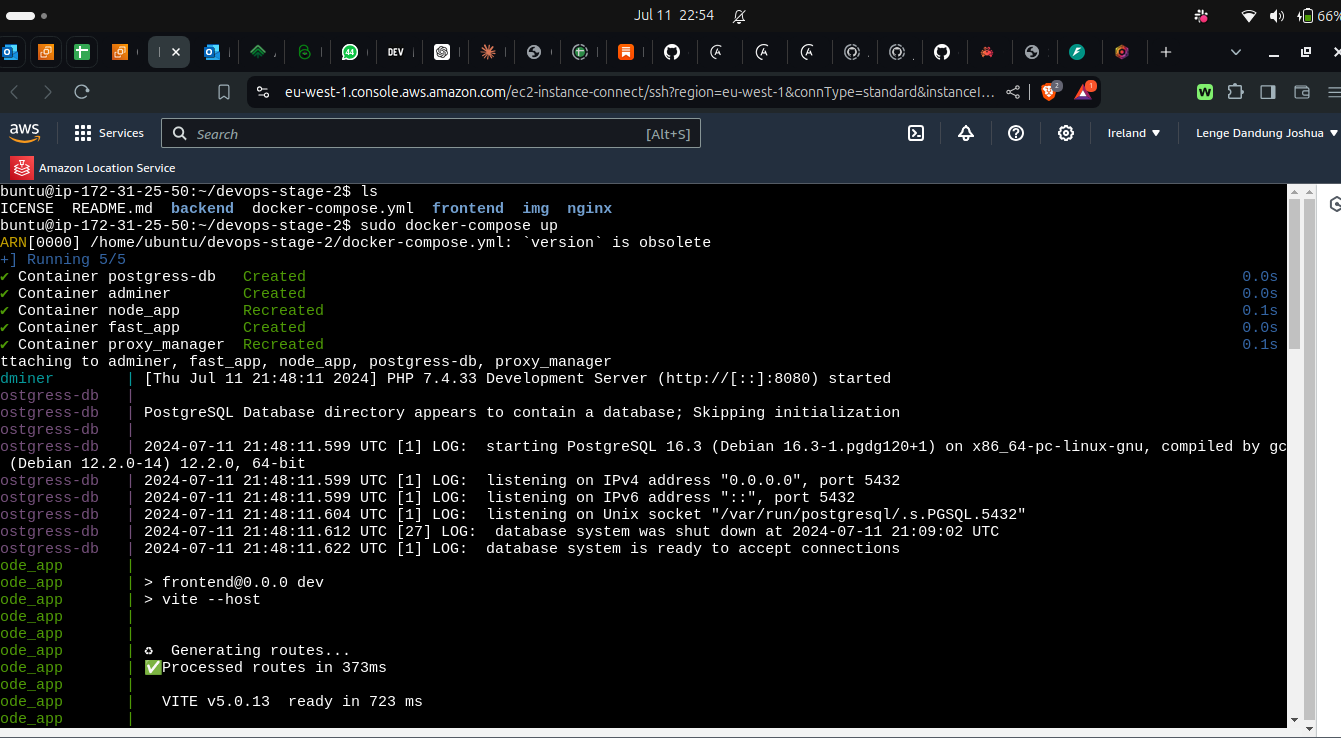 Jul 11 22:54
66%
44
DEV
eu-west-1.console.aws.amazon.com/ec2-instance-connect/ssh?region=eu-west-1&connType=standard&instanceI...
2
1
W
aws
Services
Search
[Alt+S]
Ireland
Lenge Dandung Joshua
Amazon Location Service
buntu@ip-172-31-25-50:~/devops-stage-2$ ls
ICENSE README.md backend docker-compose.yml frontend img nginx
buntu@ip-172-31-25-50:~/devops-stage-2$ sudo docker-compose up
ARN[0000] /home/ubuntu/devops-stage-2/docker-compose.yml: `version` is obsolete
+] Running 5/5
✔ Container postgress-db Created 0.0s
✔ Container adminer Created 0.0s
✔ Container node_app Recreated 0.1s
✔ Container fast_app Created 0.0s
✔ Container proxy_manager Recreated 0.1s
ttaching to adminer, fast_app, node_app, postgress-db, proxy_manager
dminer | [Thu Jul 11 21:48:11 2024] PHP 7.4.33 Development Server (http://[::]:8080) started
ostgress-db |
ostgress-db | PostgreSQL Database directory appears to contain a database; Skipping initialization
ostgress-db |
ostgress-db | 2024-07-11 21:48:11.599 UTC [1] LOG: starting PostgreSQL 16.3 (Debian 16.3-1.pgdg120+1) on x86_64-pc-linux-gnu, compiled by gc
(Debian 12.2.0-14) 12.2.0, 64-bit
ostgress-db | 2024-07-11 21:48:11.599 UTC [1] LOG: listening on IPv4 address "0.0.0.0", port 5432
ostgress-db | 2024-07-11 21:48:11.599 UTC [1] LOG: listening on IPv6 address "::", port 5432
ostgress-db | 2024-07-11 21:48:11.604 UTC [1] LOG: listening on Unix socket "/var/run/postgresql/.s.PGSQL.5432"
ostgress-db | 2024-07-11 21:48:11.612 UTC [27] LOG: database system was shut down at 2024-07-11 21:09:02 UTC
ostgress-db | 2024-07-11 21:48:11.622 UTC [1] LOG: database system is ready to accept connections
ode_app |
ode_app | > frontend@0.0.0 dev
ode_app | > vite --host
ode_app |
ode_app |
ode_app | ♻ Generating routes...
ode_app | ✅Processed routes in 373ms
ode_app |
ode_app | VITE v5.0.13 ready in 723 ms
ode_app |